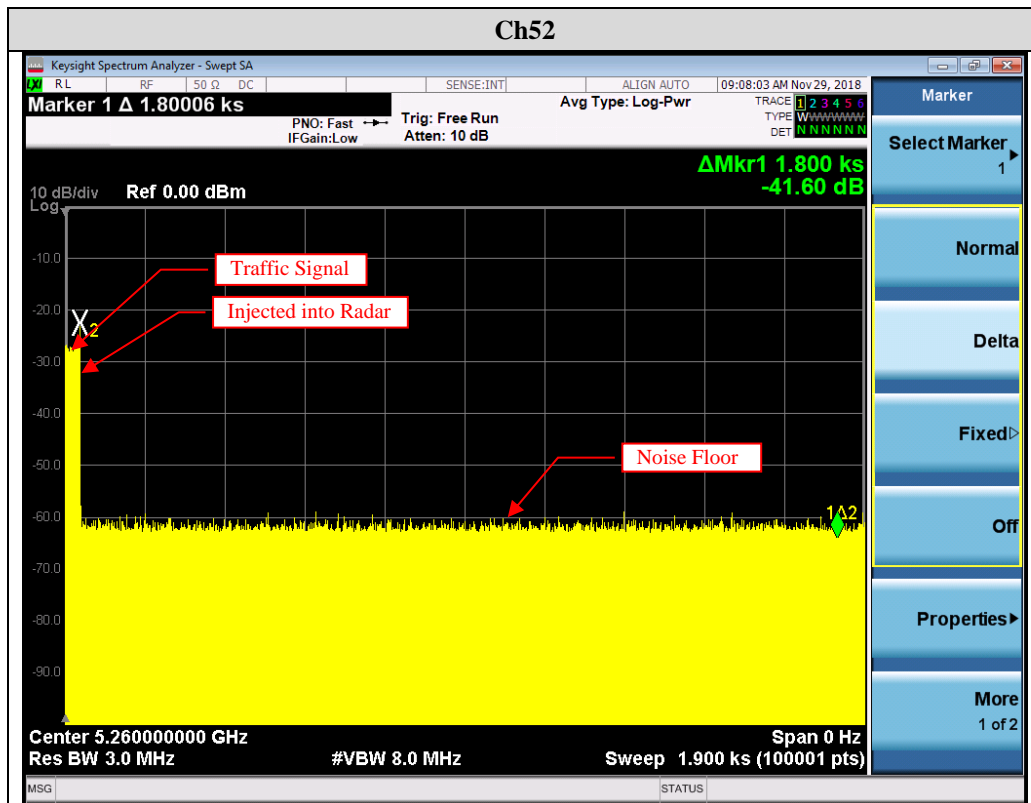 Ch52
Keysight Spectrum Analyzer - Swept SA
LXI RL RF 50 Ω DC SENSE:INT ALIGN AUTO 09:08:03 AM Nov 29, 2018
Marker 1 Δ 1.80006 ks
PNO: Fast
IFGain:Low
Trig: Free Run
Atten: 10 dB
Avg Type: Log-Pwr
TRACE 1 2 3 4 5 6
TYPE WWWWWW
DET N N N N N N
ΔMkr1 1.800 ks
-41.60 dB
10 dB/div Ref 0.00 dBm
Log
-10.0
-20.0
-30.0
-40.0
-50.0
-60.0
-70.0
-80.0
-90.0
Traffic Signal
Injected into Radar
X2
Noise Floor
1Δ2
Center 5.260000000 GHz
Span 0 Hz
Res BW 3.0 MHz #VBW 8.0 MHz Sweep 1.900 ks (100001 pts)
MSG STATUS
Marker
Select Marker
1
Normal
Delta
Fixed
Off
Properties
More
1 of 2